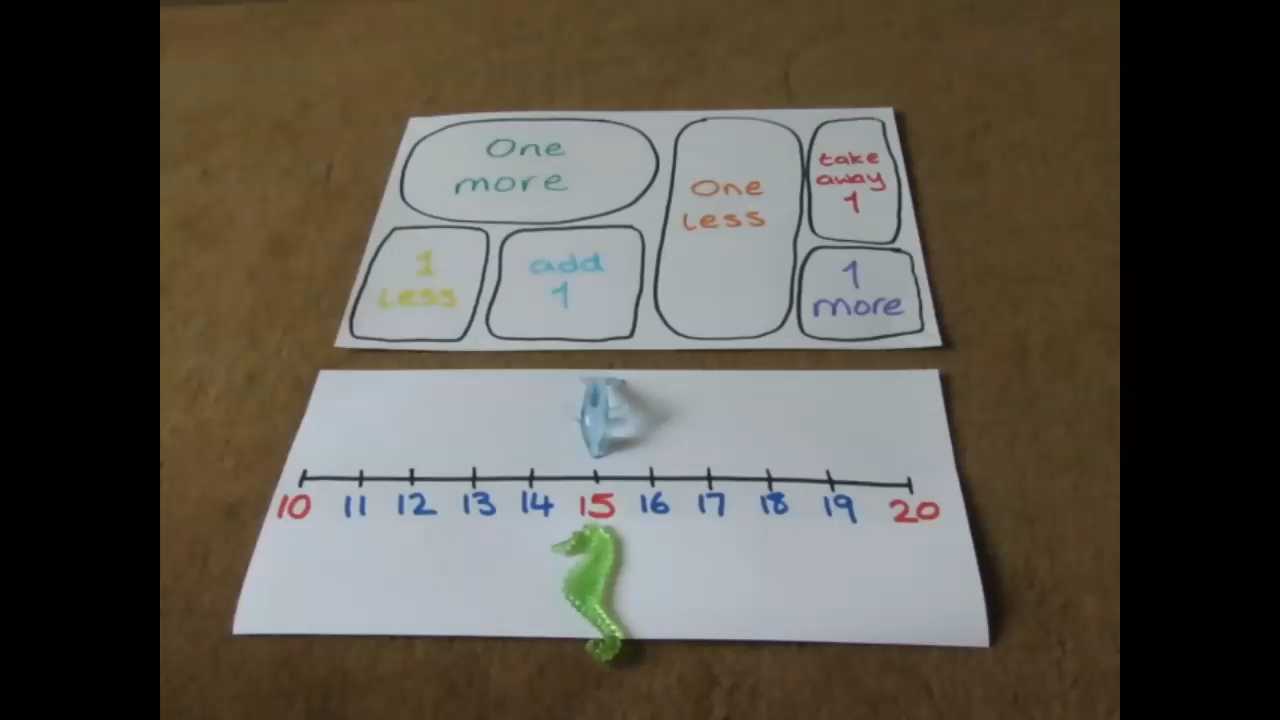 One
more
One
less
take
away
1
1
less
add
1
1
more
10 11 12 13 14 15 16 17 18 19 20